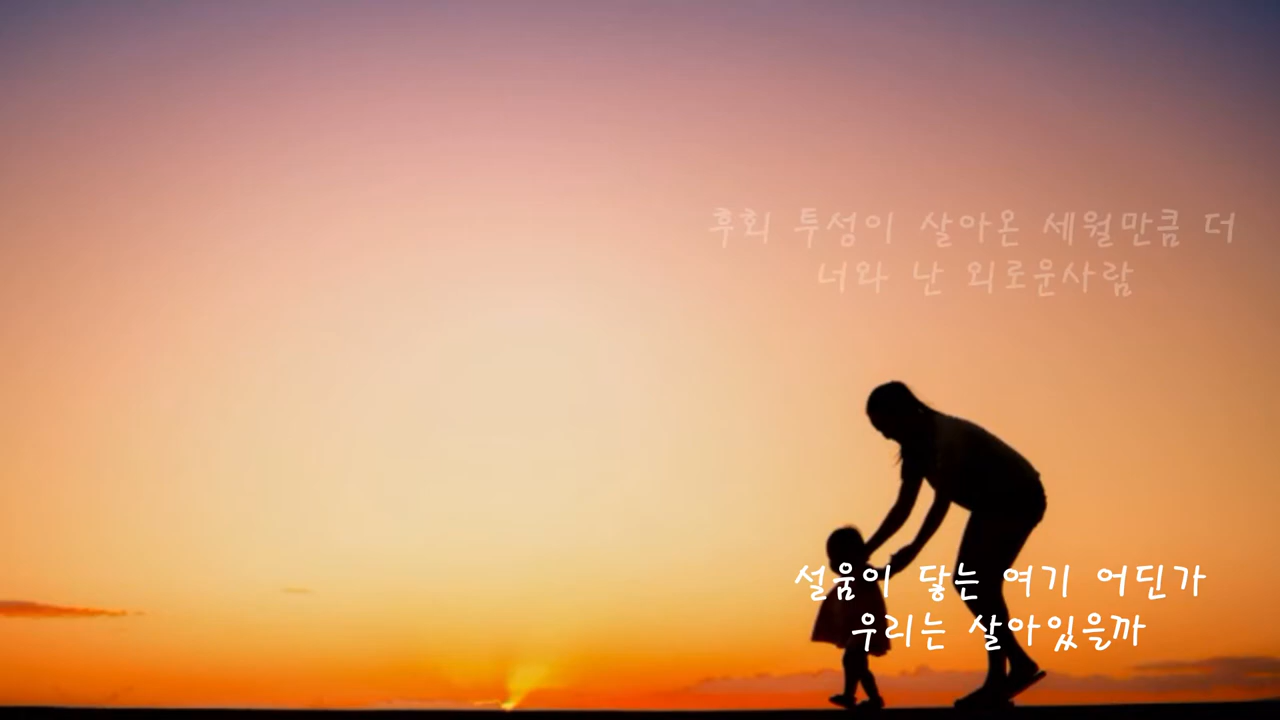 후회 투성이 살아온 세월만큼 더
너와 난 외로운사람
설움이 닿는 여기 어딘가
우리는 살아있을까